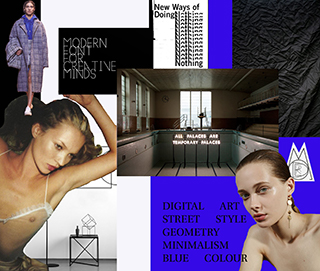 New Ways of
Doing Nothing
Nothing
Nothing
Nothing
Nothing
Nothing
MODERN
FONT
FOR
CREATIVE
MINDS
ALL PALACES ARE
TEMPORARY PALACES
M
DIGITAL ART
STREET STYLE
GEOMETRY
MINIMALISM
BLUE COLOUR